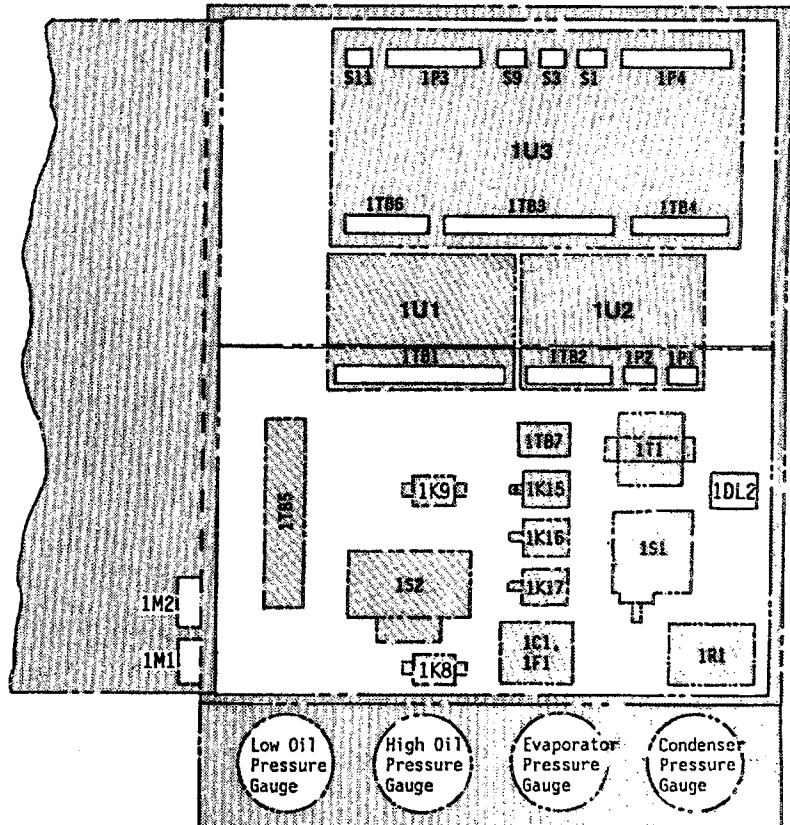 S11 1P3 S9 S3 S1 1P4
1U3
1TB6 1TB3 1TB4
1U1 1U2
1TB1 1TB2 1P2 1P1
1TB5
1TB7
1T1
1K9 1K15 1DL2
1K16
1S1
1S2 1K17
1M2
1M1
1K8
1C1,
1F1
1R1
Low Oil
Pressure
Gauge
High Oil
Pressure
Gauge
Evaporator
Pressure
Gauge
Condenser
Pressure
Gauge